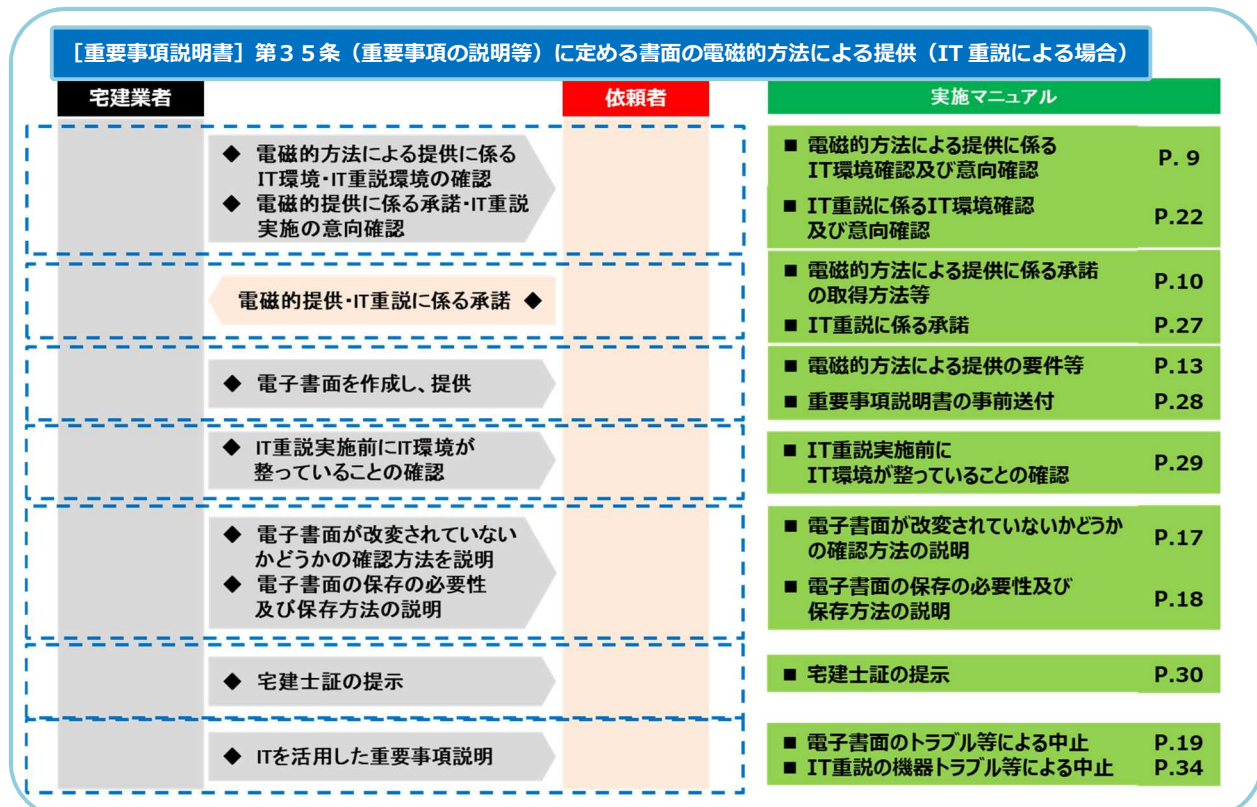 ［重要事項説明書］第３５条（重要事項の説明等）に定める書面の電磁的方法による提供（IT 重説による場合）
宅建業者
依頼者
実施マニュアル
◆ 電磁的方法による提供に係る
IT環境・IT重説環境の確認
◆ 電磁的提供に係る承諾・IT重説
実施の意向確認
■ 電磁的方法による提供に係る
IT環境確認及び意向確認
P. 9
■ IT重説に係るIT環境確認
及び意向確認
P.22
電磁的提供・IT重説に係る承諾 ◆
■ 電磁的方法による提供に係る承諾
の取得方法等
P.10
■ IT重説に係る承諾
P.27
◆ 電子書面を作成し、提供
■ 電磁的方法による提供の要件等
P.13
■ 重要事項説明書の事前送付
P.28
◆ IT重説実施前にIT環境が
整っていることの確認
■ IT重説実施前に
IT環境が整っていることの確認
P.29
◆ 電子書面が改変されていない
かどうかの確認方法を説明
◆ 電子書面の保存の必要性
及び保存方法の説明
■ 電子書面が改変されていないかどうか
の確認方法の説明
P.17
■ 電子書面の保存の必要性及び
保存方法の説明
P.18
◆ 宅建士証の提示
■ 宅建士証の提示
P.30
◆ ITを活用した重要事項説明
■ 電子書面のトラブル等による中止
P.19
■ IT重説の機器トラブル等による中止
P.34